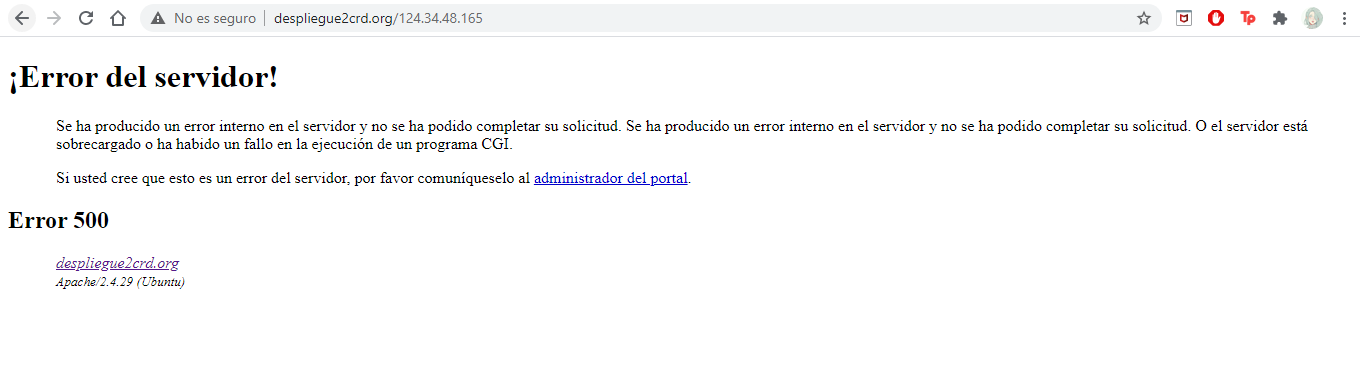 No es seguro despliegue2crd.org/124.34.48.165
Tp
¡Error del servidor!
Se ha producido un error interno en el servidor y no se ha podido completar su solicitud. Se ha producido un error interno en el servidor y no se ha podido completar su solicitud. O el servidor está
sobrecargado o ha habido un fallo en la ejecución de un programa CGI.
Si usted cree que esto es un error del servidor, por favor comuníqueselo al administrador del portal.
Error 500
despliegue2crd.org
Apache/2.4.29 (Ubuntu)